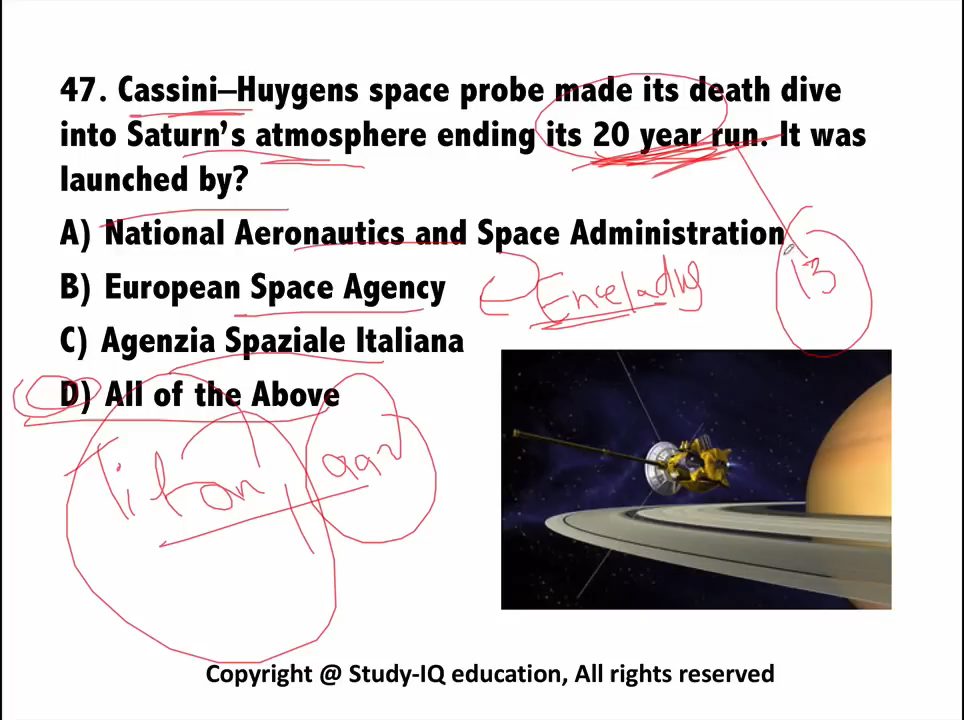 47. Cassini–Huygens space probe made its death dive
into Saturn's atmosphere ending its 20 year run. It was
launched by?
A) National Aeronautics and Space Administration
B) European Space Agency
Enceladus
13
C) Agenzia Spaziale Italiana
D) All of the Above
Titan
Copyright @ Study-IQ education, All rights reserved